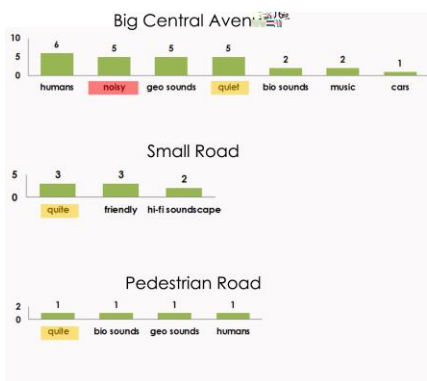 Big Central Aven
10
5
0
6 5 5 5 2 2 1
humans noisy geo sounds quiet bio sounds music cars
Small Road
5
0
3 3 2
quite friendly hi-fi soundscape
Pedestrian Road
2
0
1 1 1 1
quite bio sounds geo sounds humans